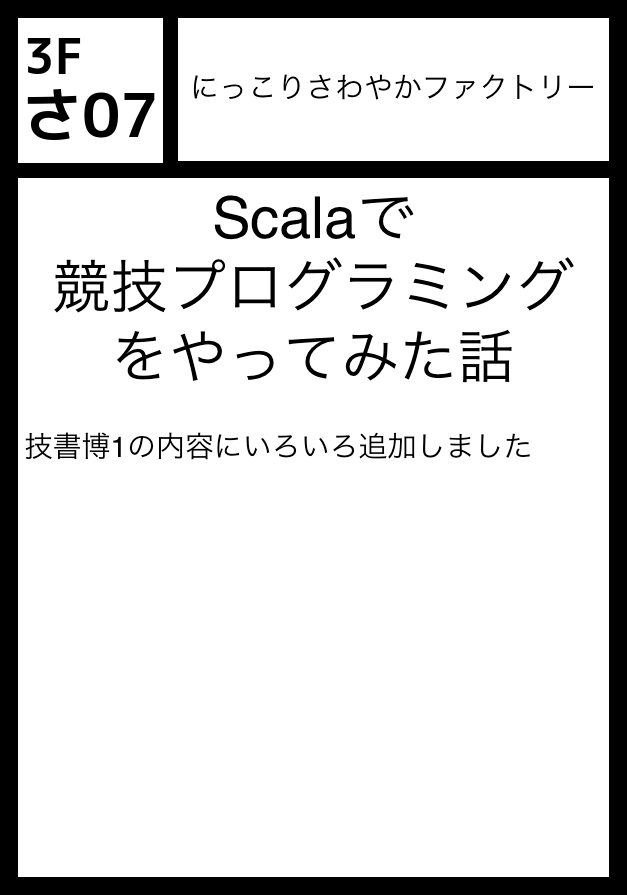 3F
さ07
にっこりさわやかファクトリー
Scalaで
競技プログラミング
をやってみた話
技書博1の内容にいろいろ追加しました